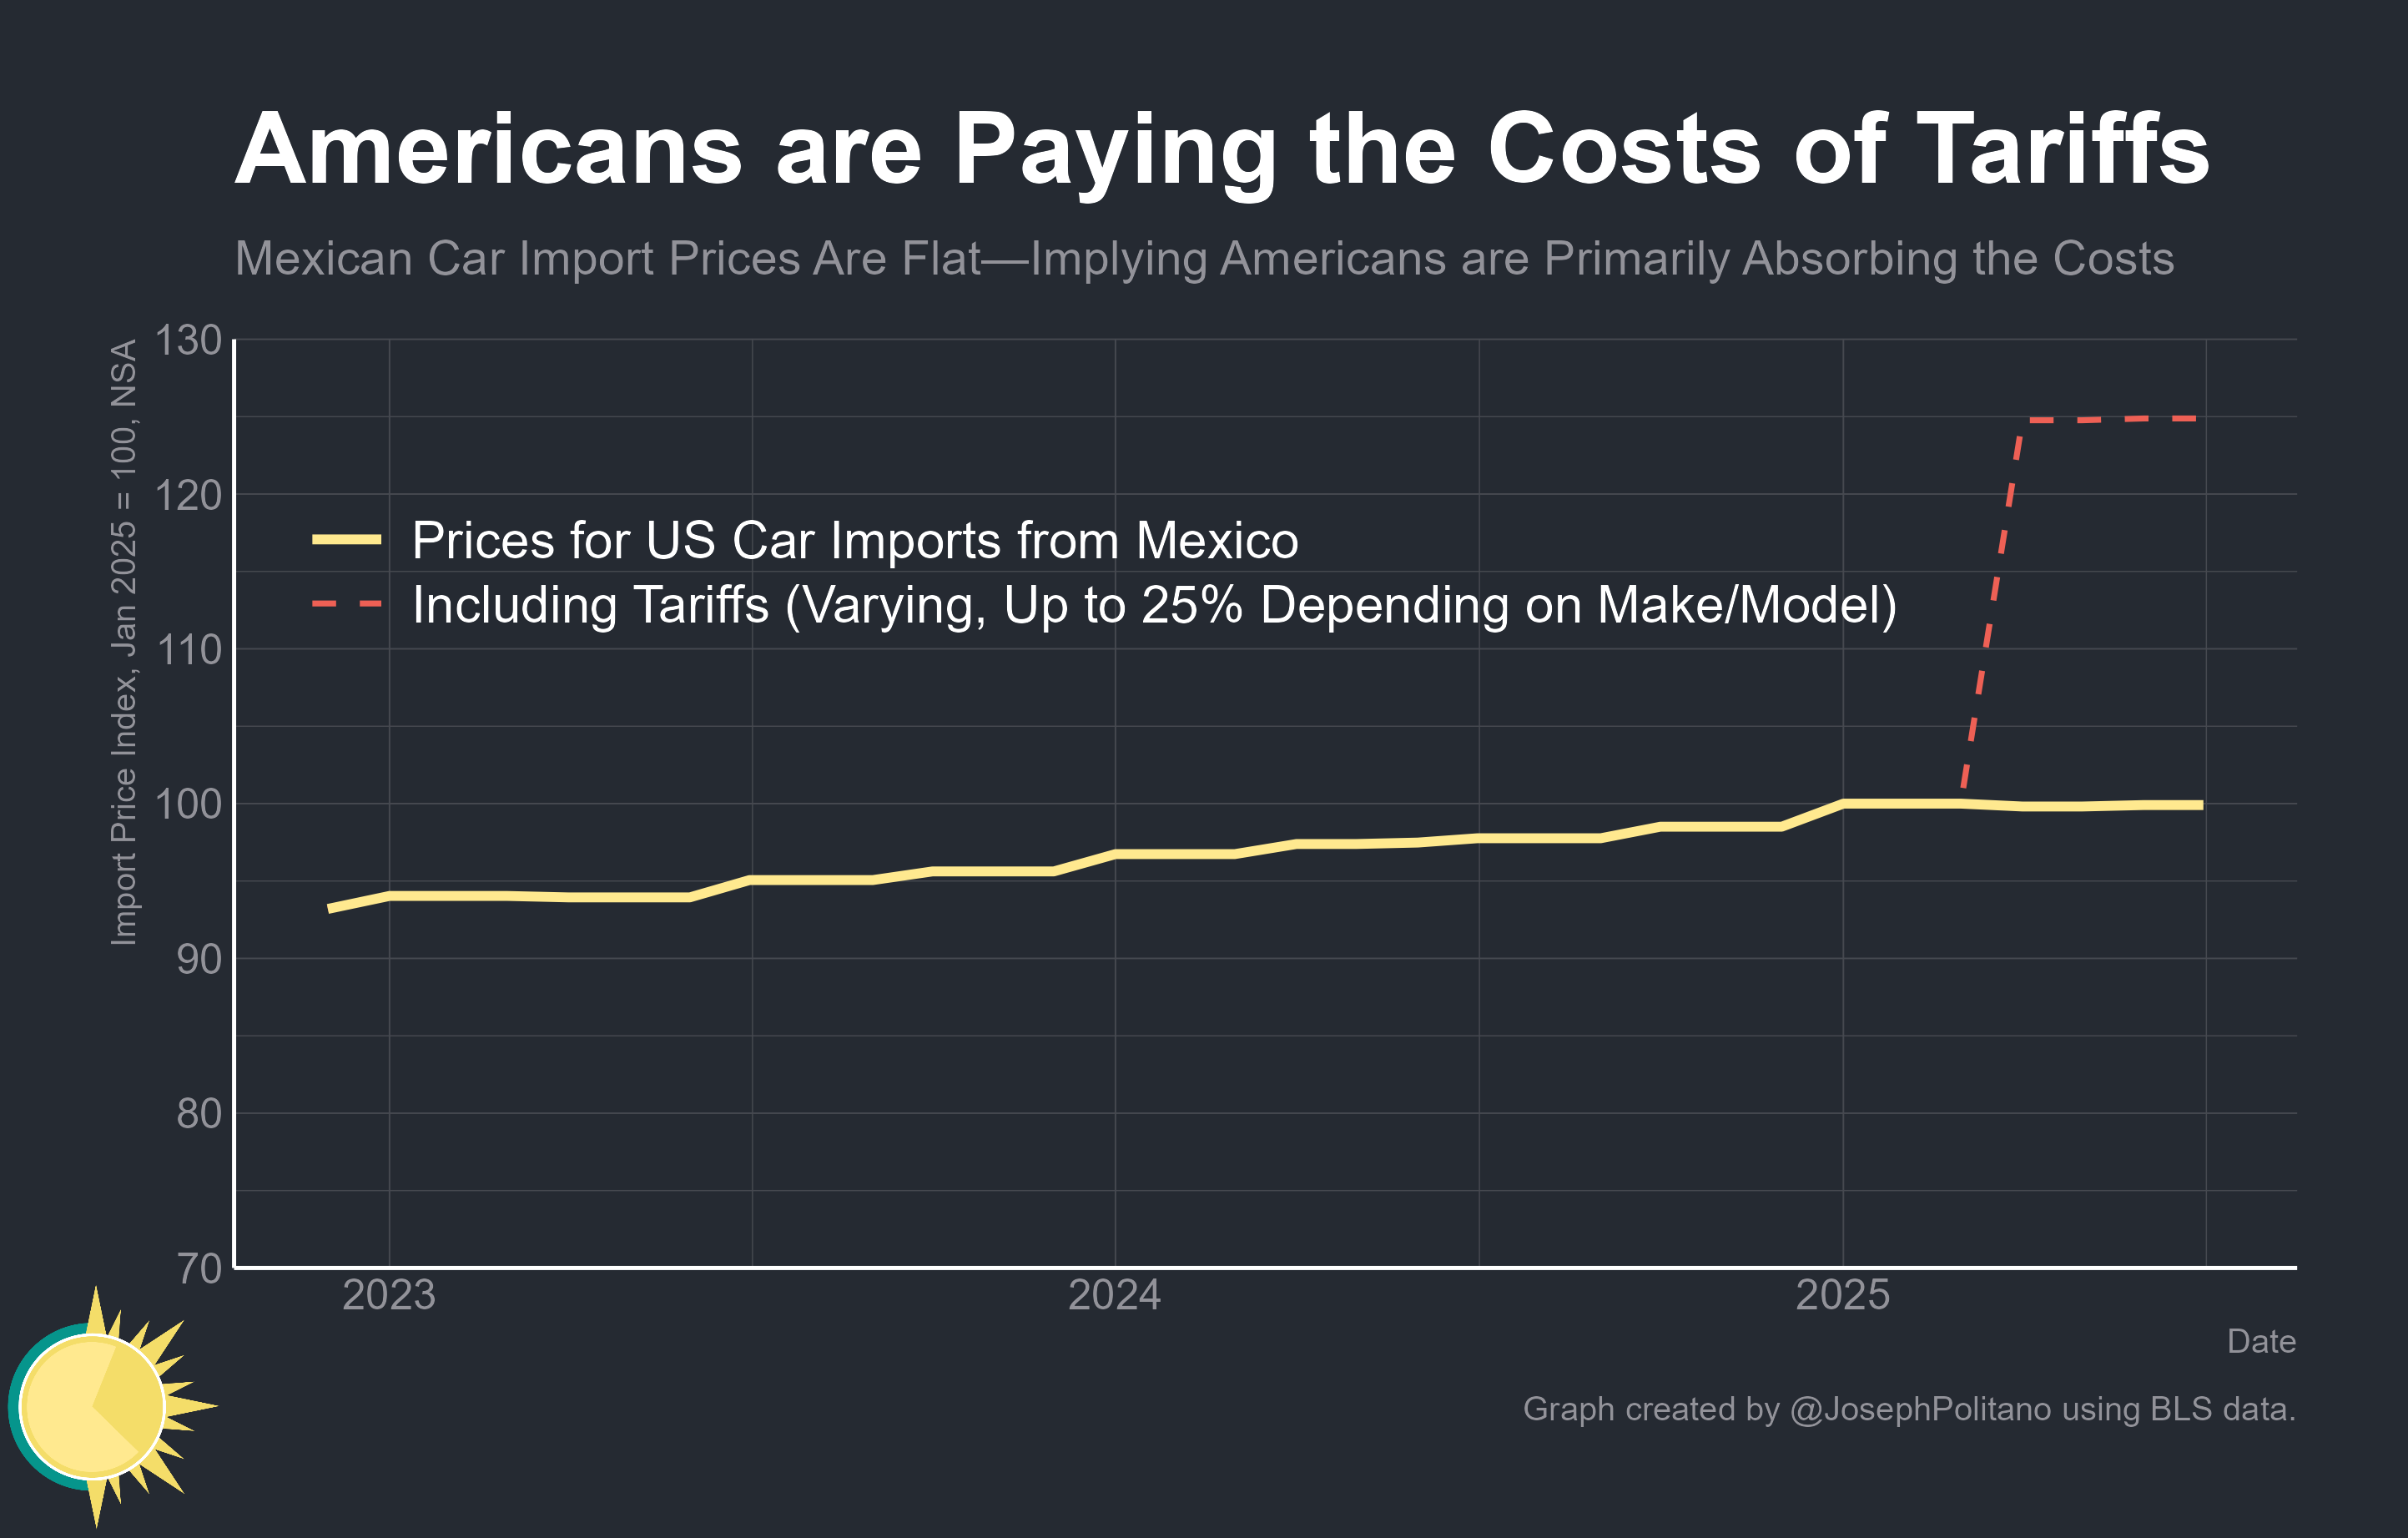 Americans are Paying the Costs of Tariffs
Mexican Car Import Prices Are Flat—Implying Americans are Primarily Absorbing the Costs
Import Price Index, Jan 2025 = 100, NSA
130
120
110
100
90
80
70
Prices for US Car Imports from Mexico
Including Tariffs (Varying, Up to 25% Depending on Make/Model)
2023
2024
2025
Date
Graph created by @JosephPolitano using BLS data.